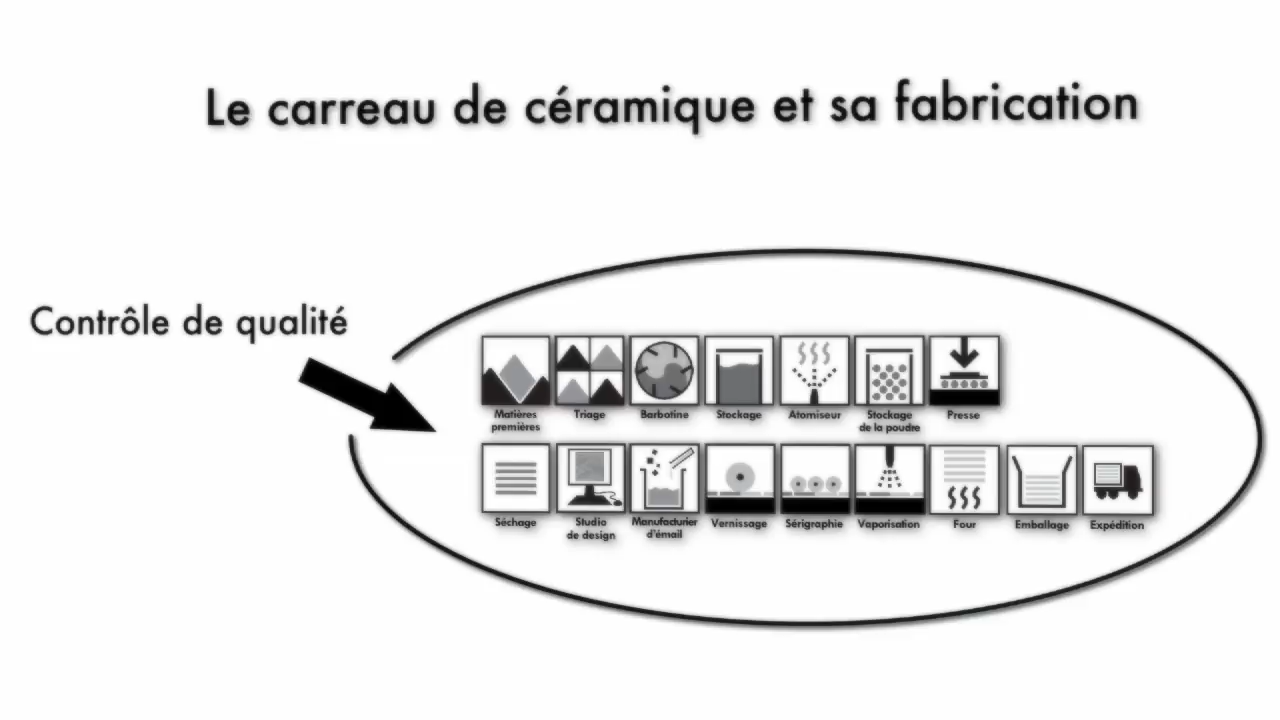 Le carreau de céramique et sa fabrication
Contrôle de qualité
Matières
premières
Triage
Barbotine
Stockage
Atomiseur
Stockage
de la poudre
Presse
Séchage
Studio
de design
Manufacturier
d'émail
Vernissage
Sérigraphie
Vaporisation
Four
Emballage
Expédition